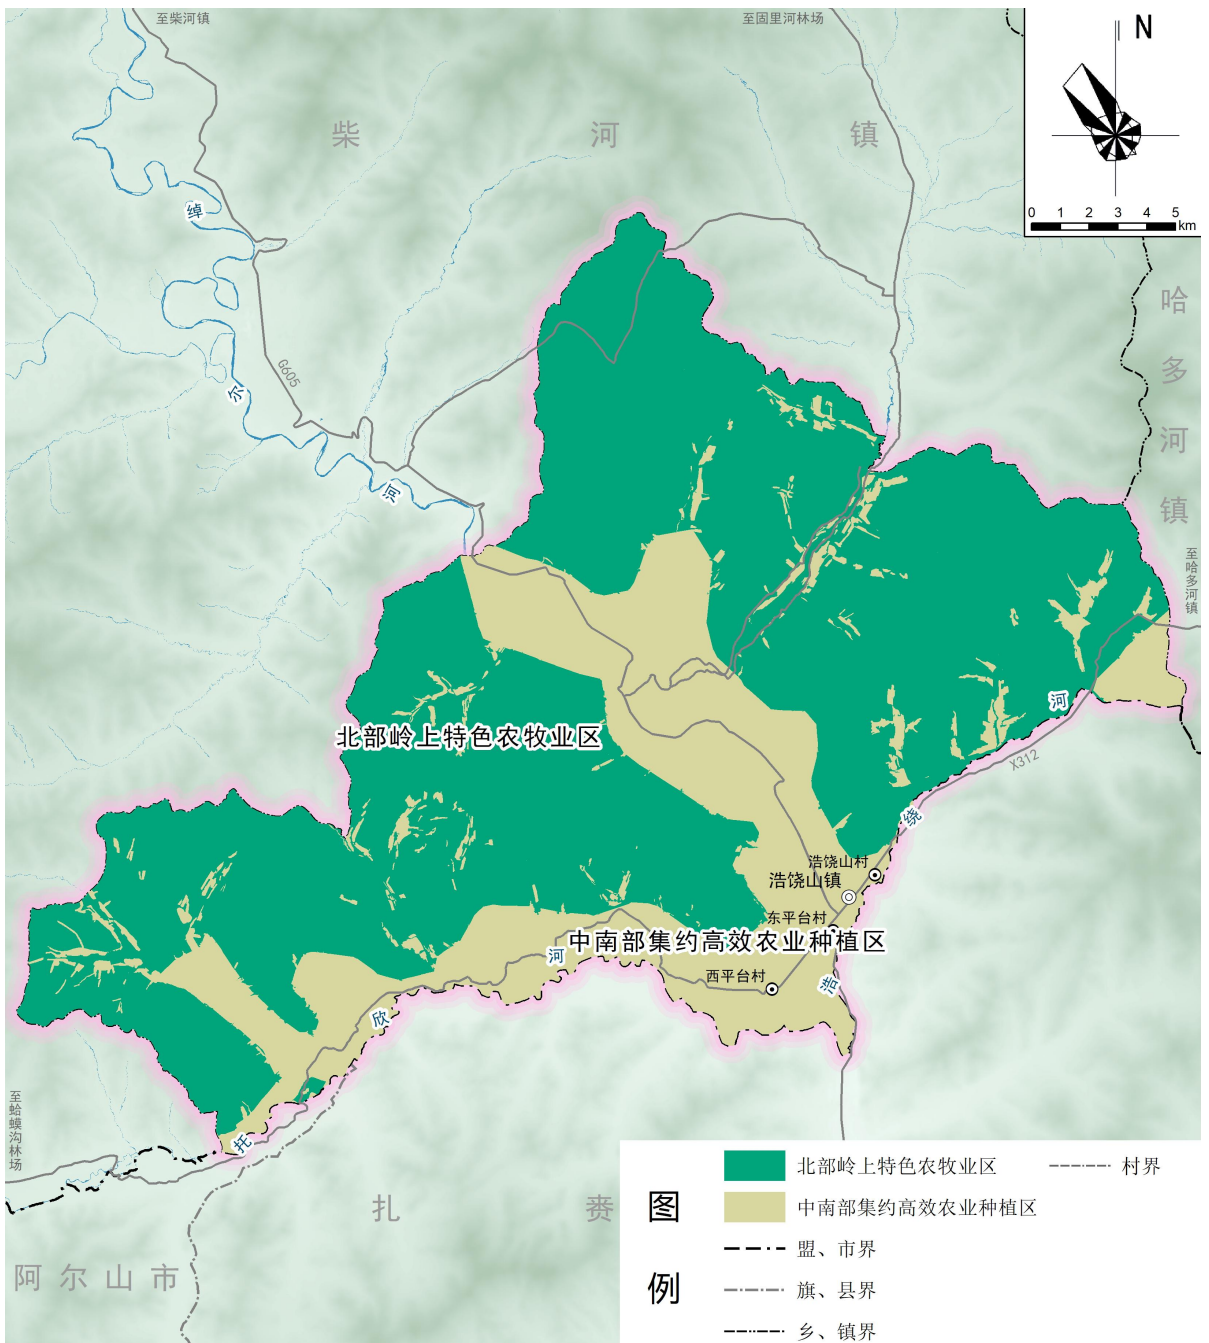 至柴河镇
至固里河林场
N
0 1 2 3 4 5
km
柴河镇
绰尔河
G605
哈多河镇
至哈多河镇
北部岭上特色农牧业区
X312
浩饶山村
浩饶山镇
东平台村
中南部集约高效农业种植区
西平台村
浩绕河
托欣河
至蛤蟆沟林场
扎赉
阿尔山市
图例
北部岭上特色农牧业区
村界
中南部集约高效农业种植区
盟、市界
旗、县界
乡、镇界